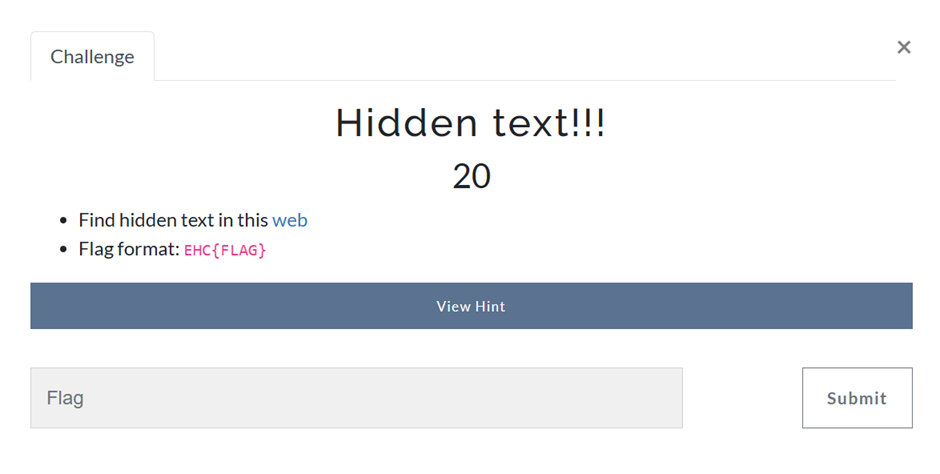 Challenge
×
Hidden text!!!
20
• Find hidden text in this web
• Flag format: EHC{FLAG}
View Hint
Flag
Submit